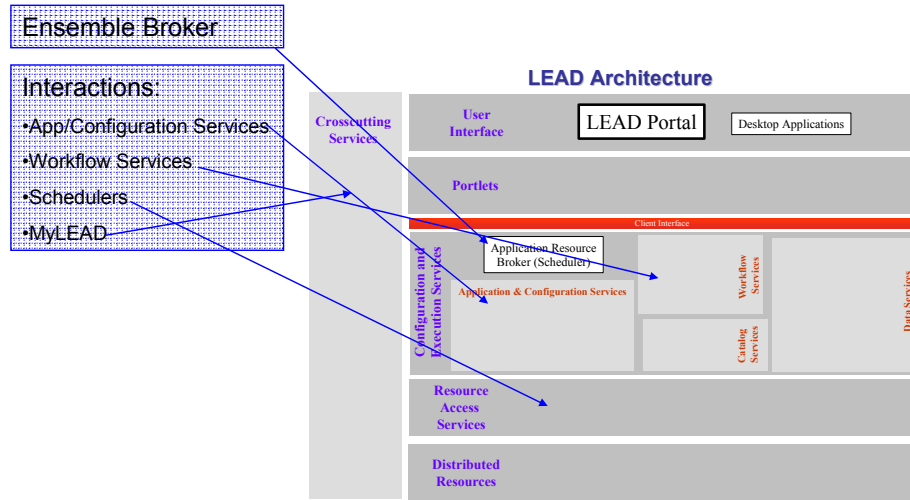 Ensemble Broker
Interactions:
•App/Configuration Services
•Workflow Services
•Schedulers
•MyLEAD
LEAD Architecture
Crosscutting
Services
User
Interface
LEAD Portal
Desktop Applications
Portlets
Client Interface
Configuration and
Execution Services
Application Resource
Broker (Scheduler)
Application & Configuration Services
Workflow
Services
Catalog
Services
Data Services
Resource
Access
Services
Distributed
Resources